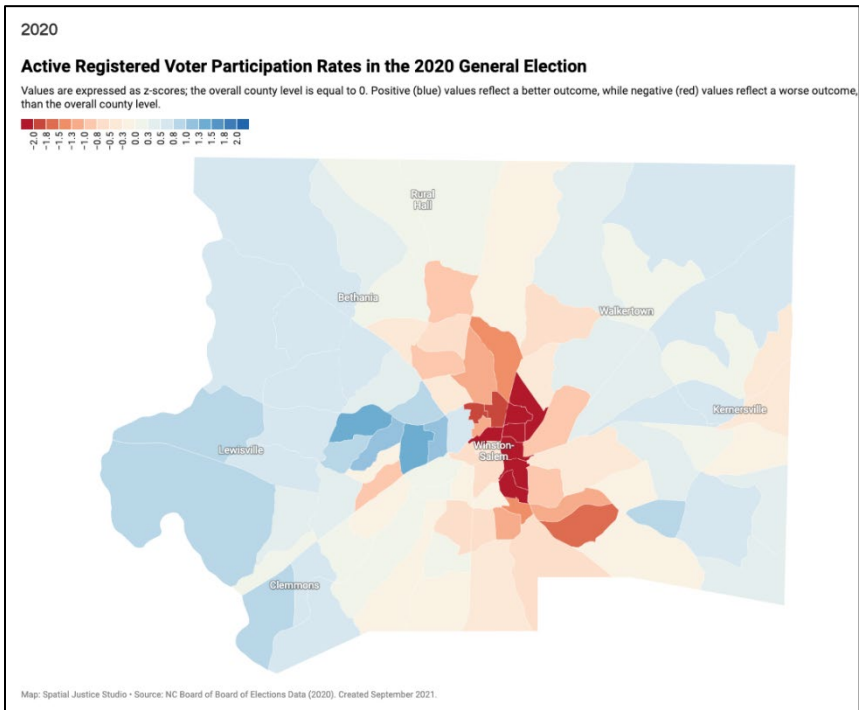 2020
Active Registered Voter Participation Rates in the 2020 General Election
Values are expressed as z-scores; the overall county level is equal to 0. Positive (blue) values reflect a better outcome, while negative (red) values reflect a worse outcome,
than the overall county level.
-2.0
-1.8
-1.5
-1.3
-1.0
-0.8
-0.5
-0.3
0.0
0.3
0.5
0.8
1.0
1.3
1.5
1.8
2.0
Rural
Hall
Bethania
Walkertown
Kernersville
Lewisville
Winston-
Salem
Clemmons
Map: Spatial Justice Studio • Source: NC Board of Board of Elections Data (2020). Created September 2021.